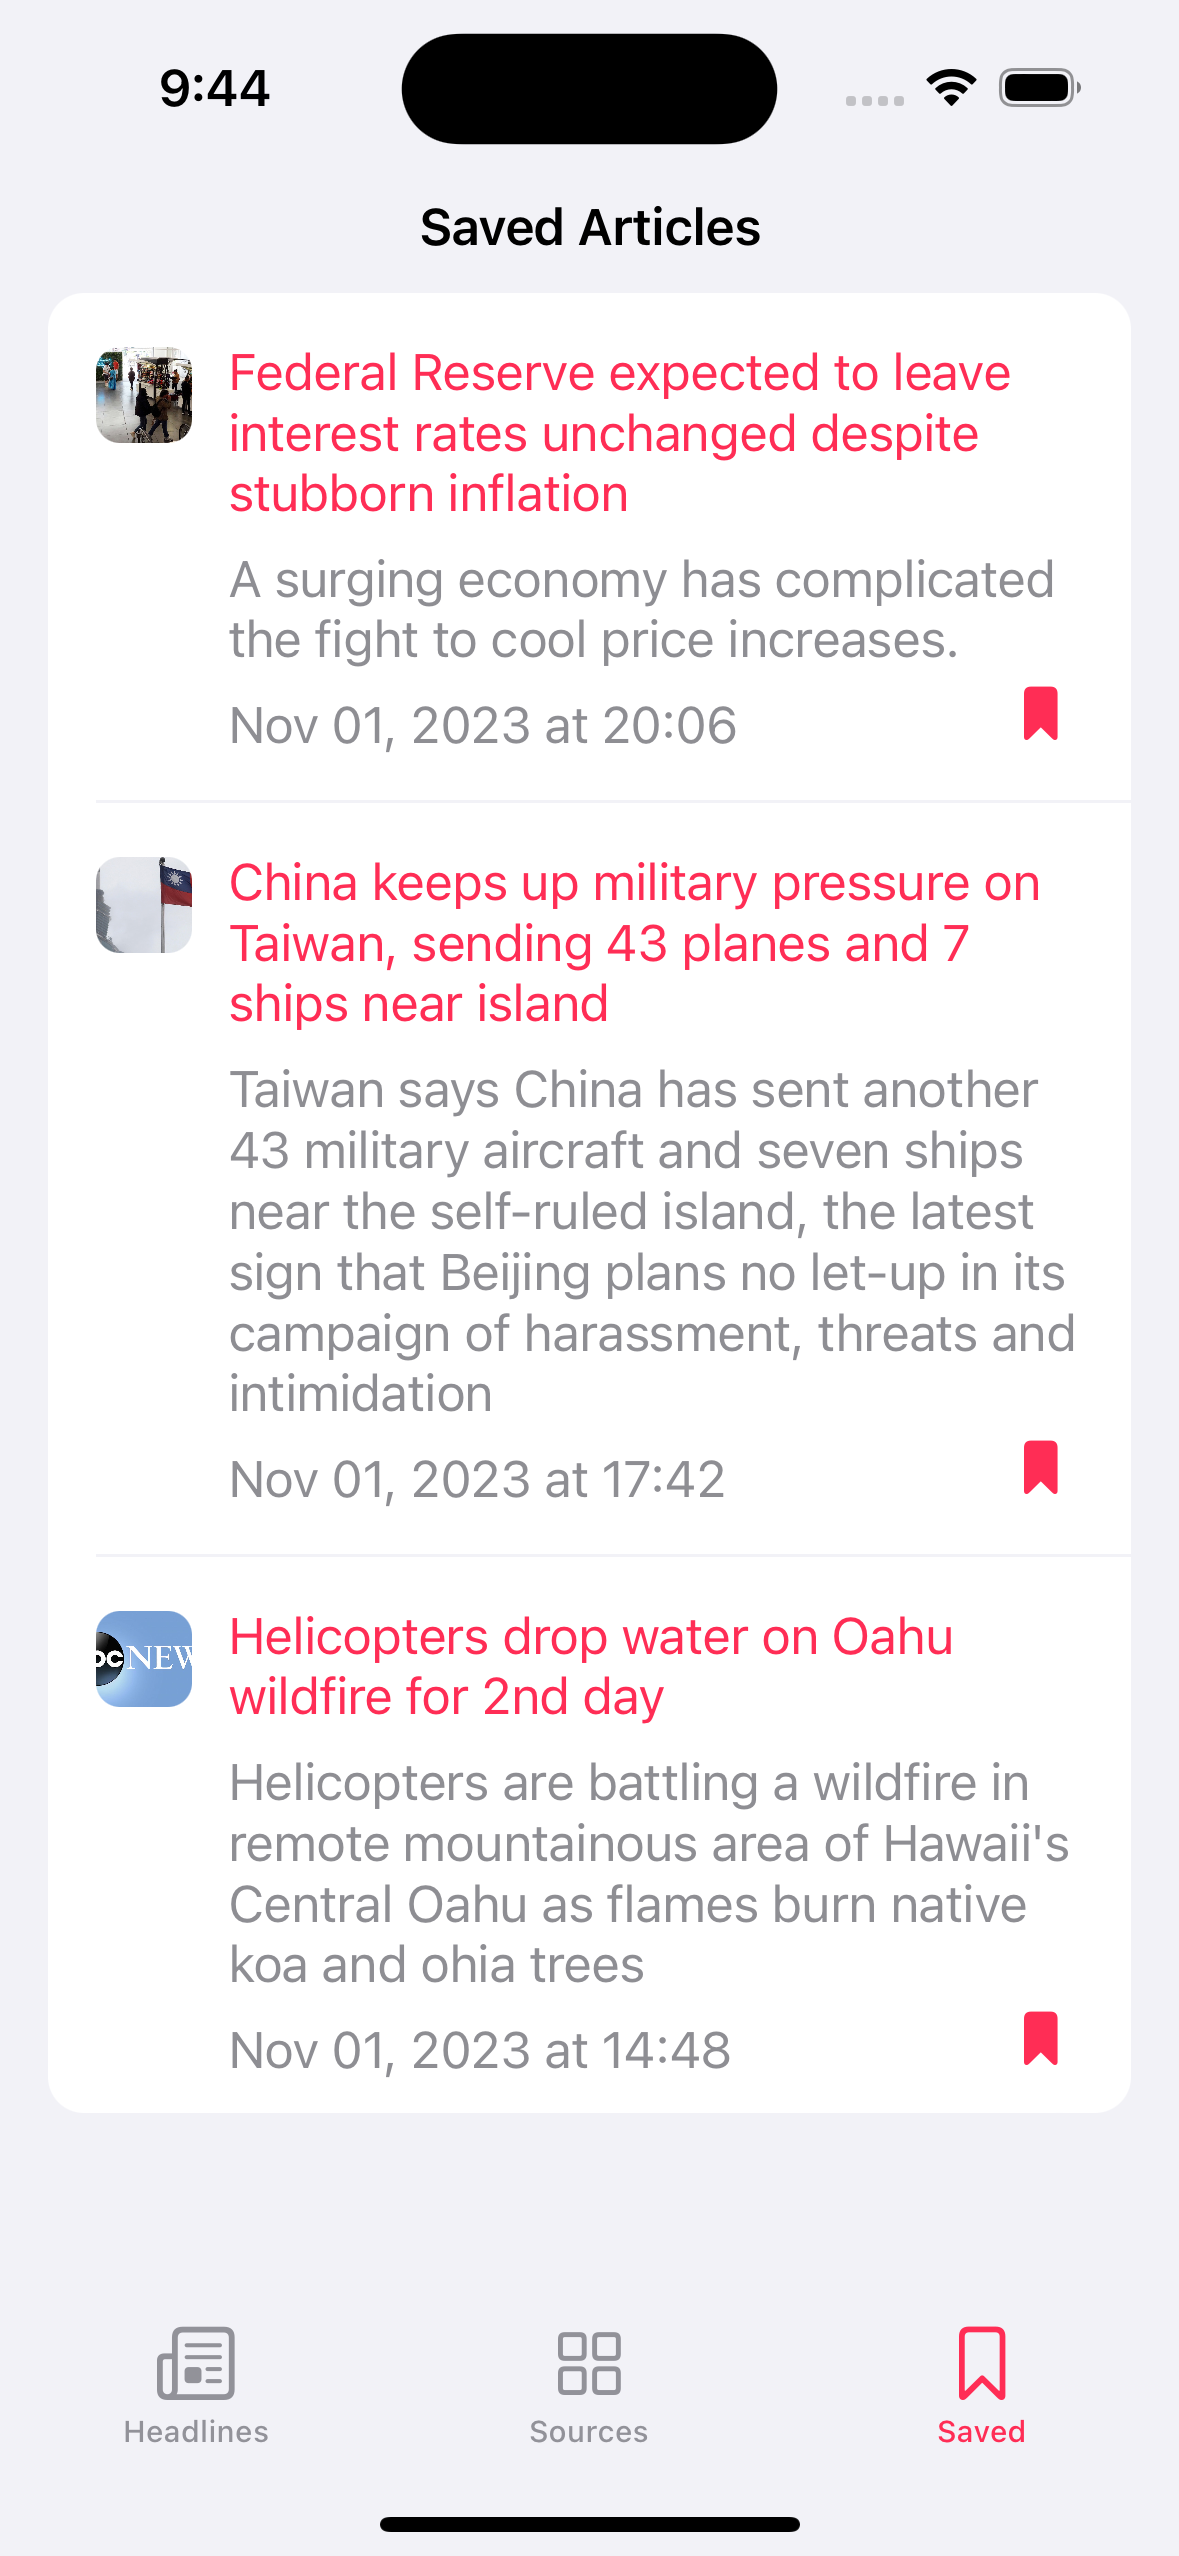 9:44
Saved Articles
Federal Reserve expected to leave
interest rates unchanged despite
stubborn inflation
A surging economy has complicated
the fight to cool price increases.
Nov 01, 2023 at 20:06
China keeps up military pressure on
Taiwan, sending 43 planes and 7
ships near island
Taiwan says China has sent another
43 military aircraft and seven ships
near the self-ruled island, the latest
sign that Beijing plans no let-up in its
campaign of harassment, threats and
intimidation
Nov 01, 2023 at 17:42
bc NEW
Helicopters drop water on Oahu
wildfire for 2nd day
Helicopters are battling a wildfire in
remote mountainous area of Hawaii's
Central Oahu as flames burn native
koa and ohia trees
Nov 01, 2023 at 14:48
Headlines
Sources
Saved